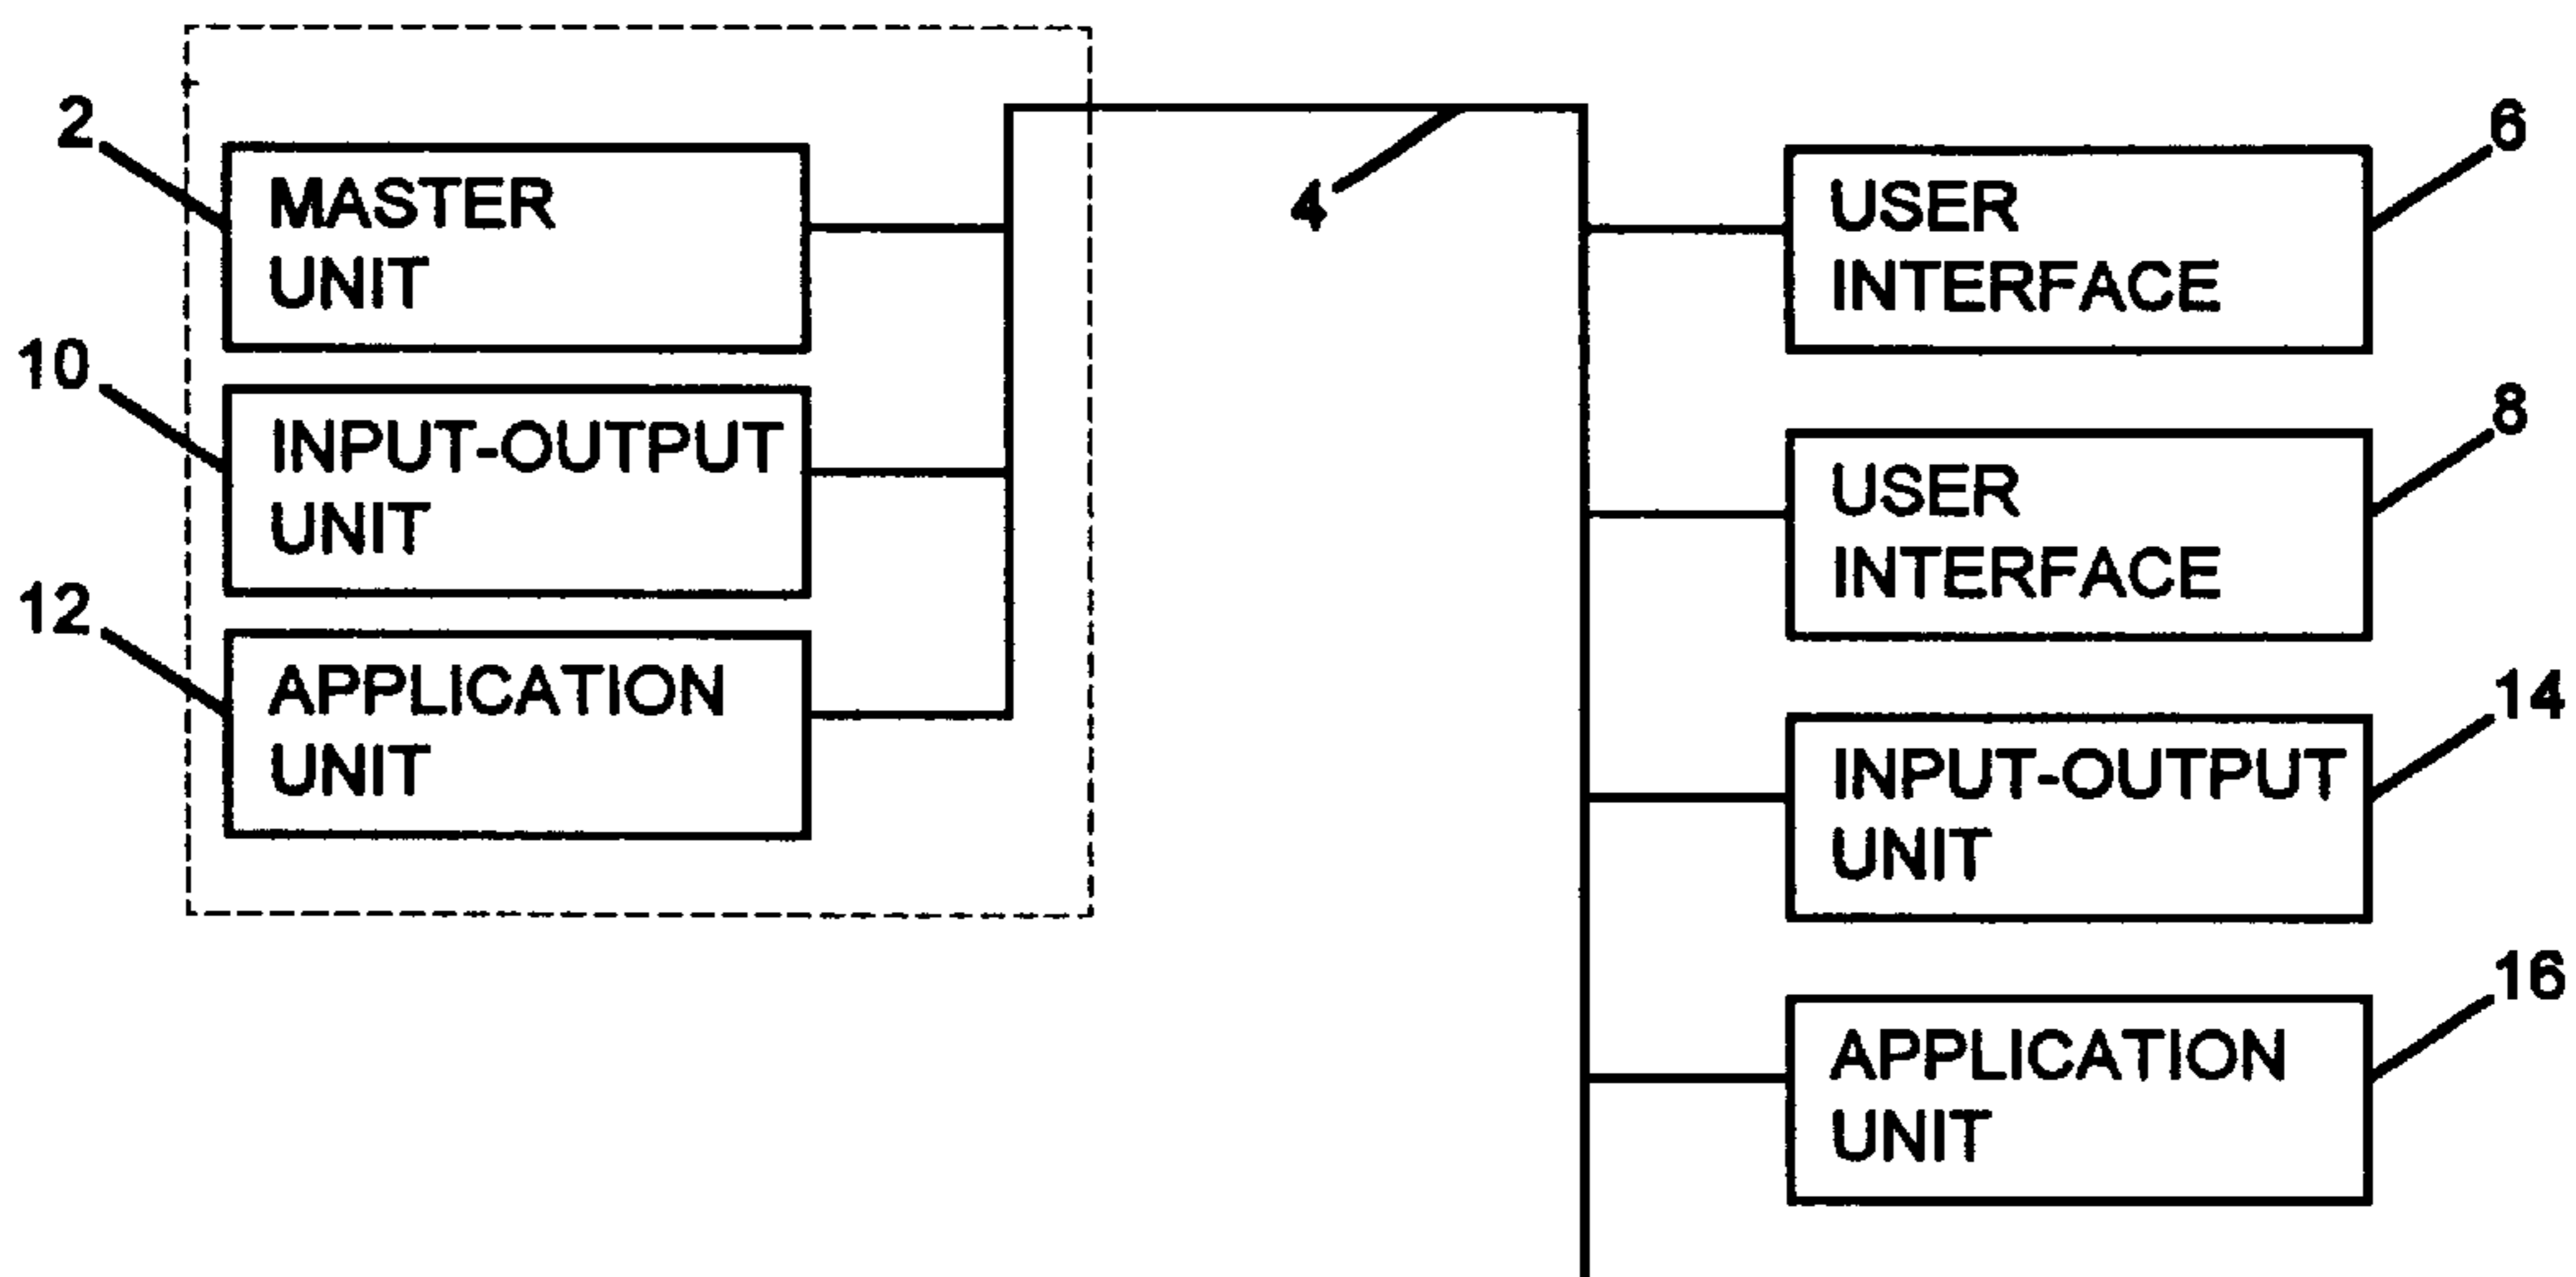 2
MASTER
UNIT
10
INPUT-OUTPUT
UNIT
12
APPLICATION
UNIT
4
6
USER
INTERFACE
8
USER
INTERFACE
14
INPUT-OUTPUT
UNIT
16
APPLICATION
UNIT